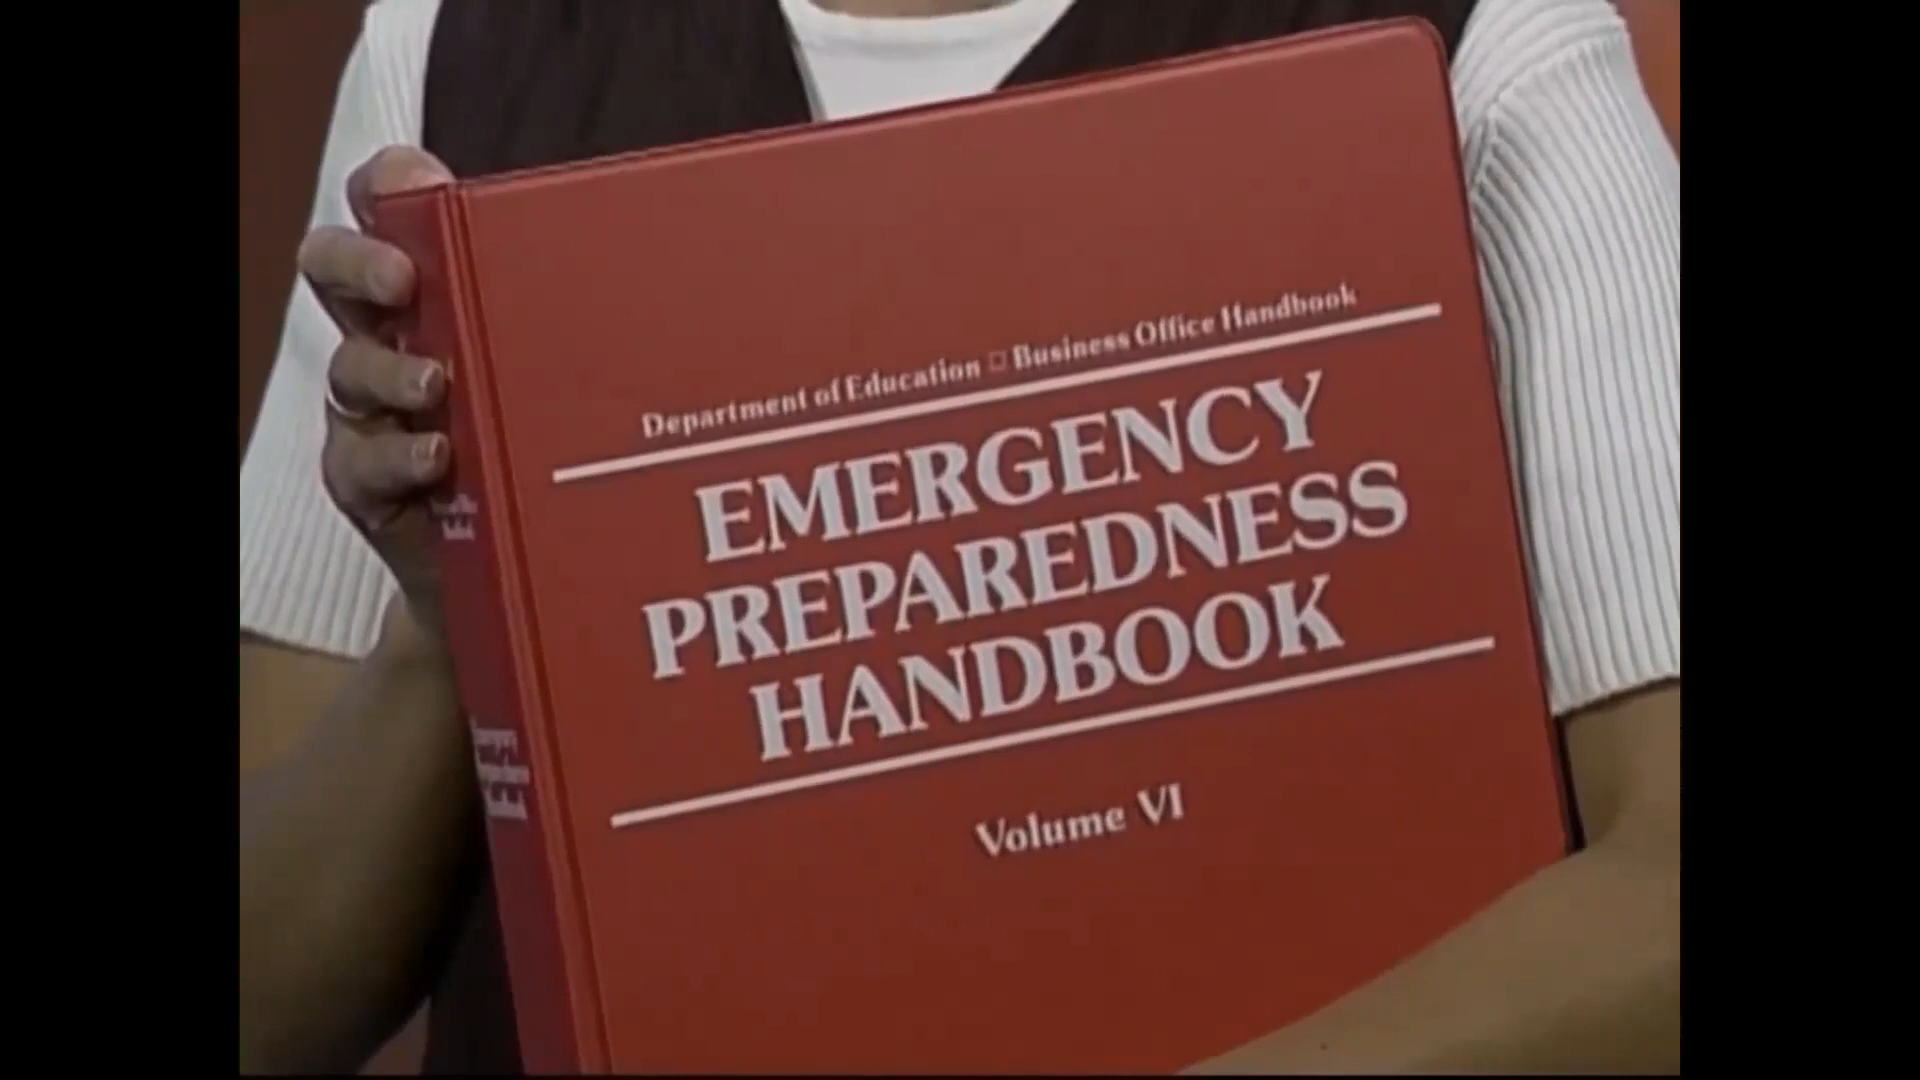 Department of Education □ Business Office Handbook
EMERGENCY
PREPAREDNESS
HANDBOOK
Volume VI